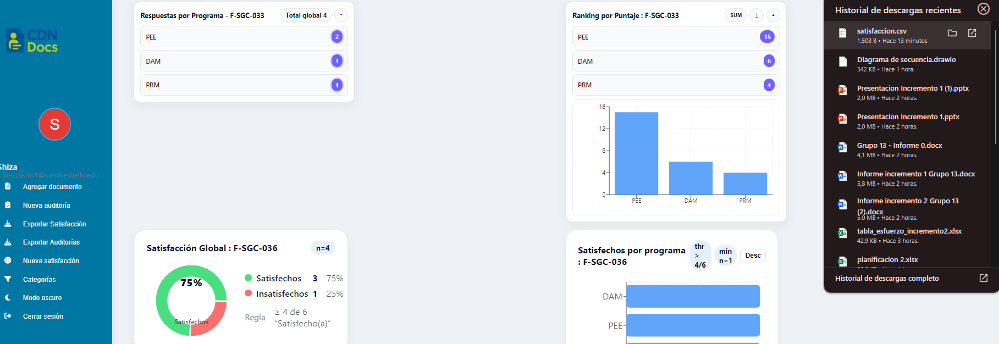 CDN
Docs
S
Shiza
.lpezcastro1@uandresbello.edu
Agregar documento
Nueva auditoría
Exportar Satisfacción
Exportar Auditorías
Nueva satisfacción
Categorías
Modo oscuro
Cerrar sesión
Respuestas por Programa - F-SGC-033
Total global 4
PEE 2
DAM 1
PRM 1
Ranking por Puntaje : F-SGC-033
SUM ↓
PEE 15
DAM 6
PRM 4
16
12
8
4
0
PEE DAM PRM
Satisfacción Global : F-SGC-036
n=4
75%
Satisfechos
Satisfechos 3 75%
Insatisfechos 1 25%
Regla
≥ 4 de 6
“Satisfecho(a)”
Satisfechos por programa
: F-SGC-036
thr
≥
4/6
min
n=1
Desc
DAM
PEE
Historial de descargas recientes
satisfaccion.csv
1.503 B • Hace 13 minutos
Diagrama de secuencia.drawio
542 KB • Hace 1 hora.
Presentacion Incremento 1 (1).pptx
2,0 MB • Hace 2 horas.
Presentacion Incremento 1.pptx
2,0 MB • Hace 2 horas.
Grupo 13 - Informe 0.docx
4,1 MB • Hace 2 horas.
Informe incremento 1 Grupo 13.docx
5,8 MB • Hace 2 horas.
Informe incremento 2 Grupo 13
(2).docx
5.0 MB • Hace 2 horas.
tabla_esfuerzo_incremento2.xlsx
42,9 KB • Hace 3 horas.
planificacion 2.xlsx
Historial de descargas completo